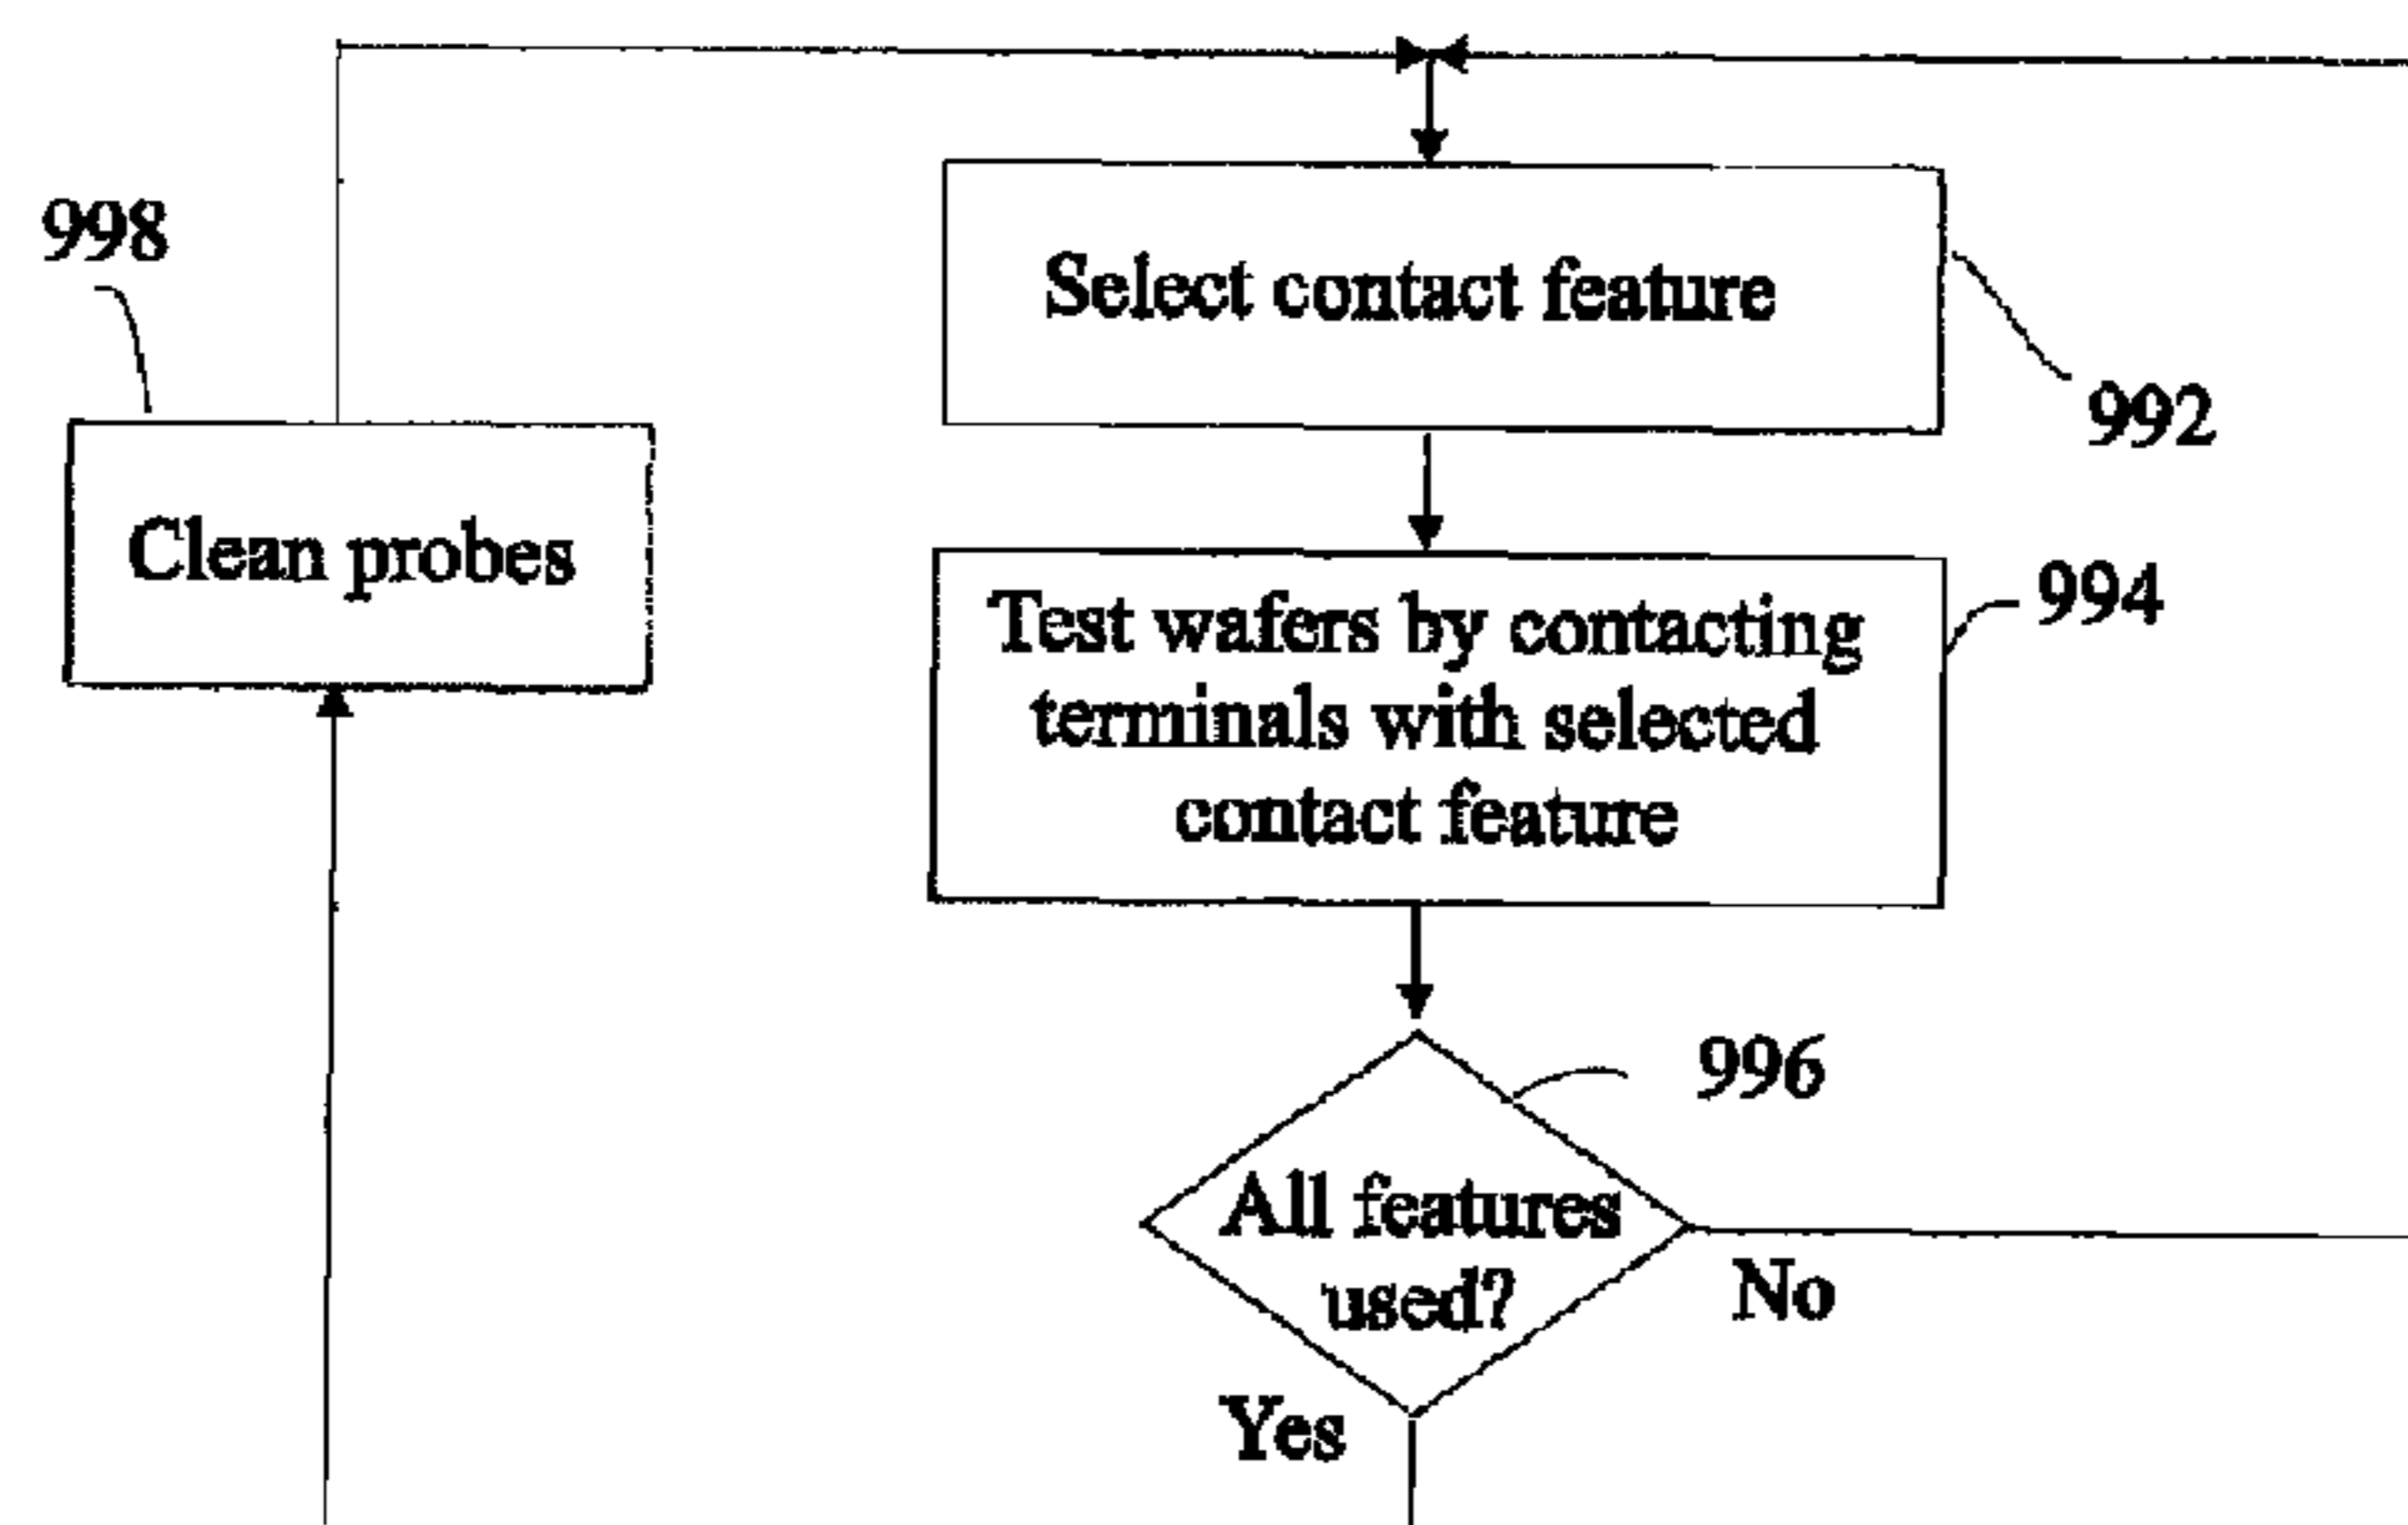 998
Select contact feature
992
Clean probes
Test wafers by contacting
terminals with selected
contact feature
994
996
All features
used?
No
Yes